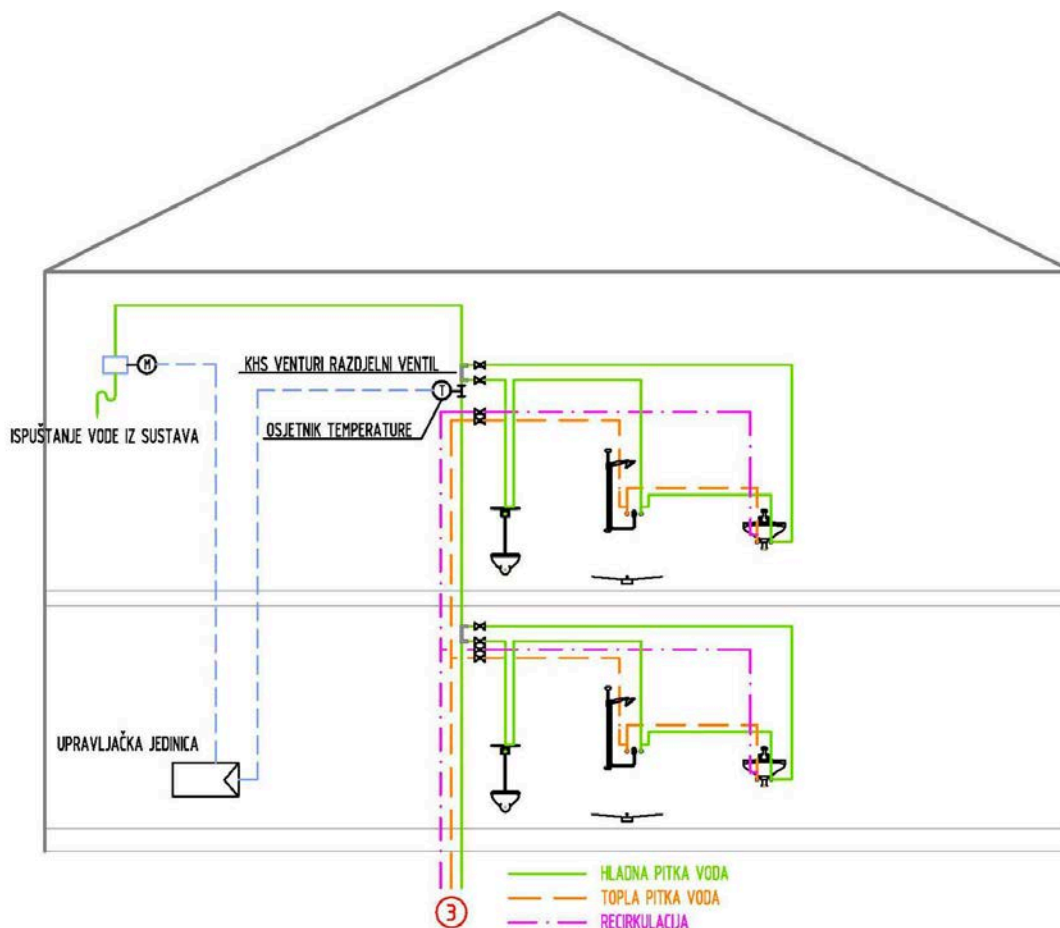 KHS VENTURI RAZDJELNI VENTIL
M
T
OSJETNIK TEMPERATURE
ISPUŠTANJE VODE IZ SUSTAVA
UPRAVLJAČKA JEDINICA
HLADNA PITKA VODA
TOPLA PITKA VODA
RECIRKULACIJA
3